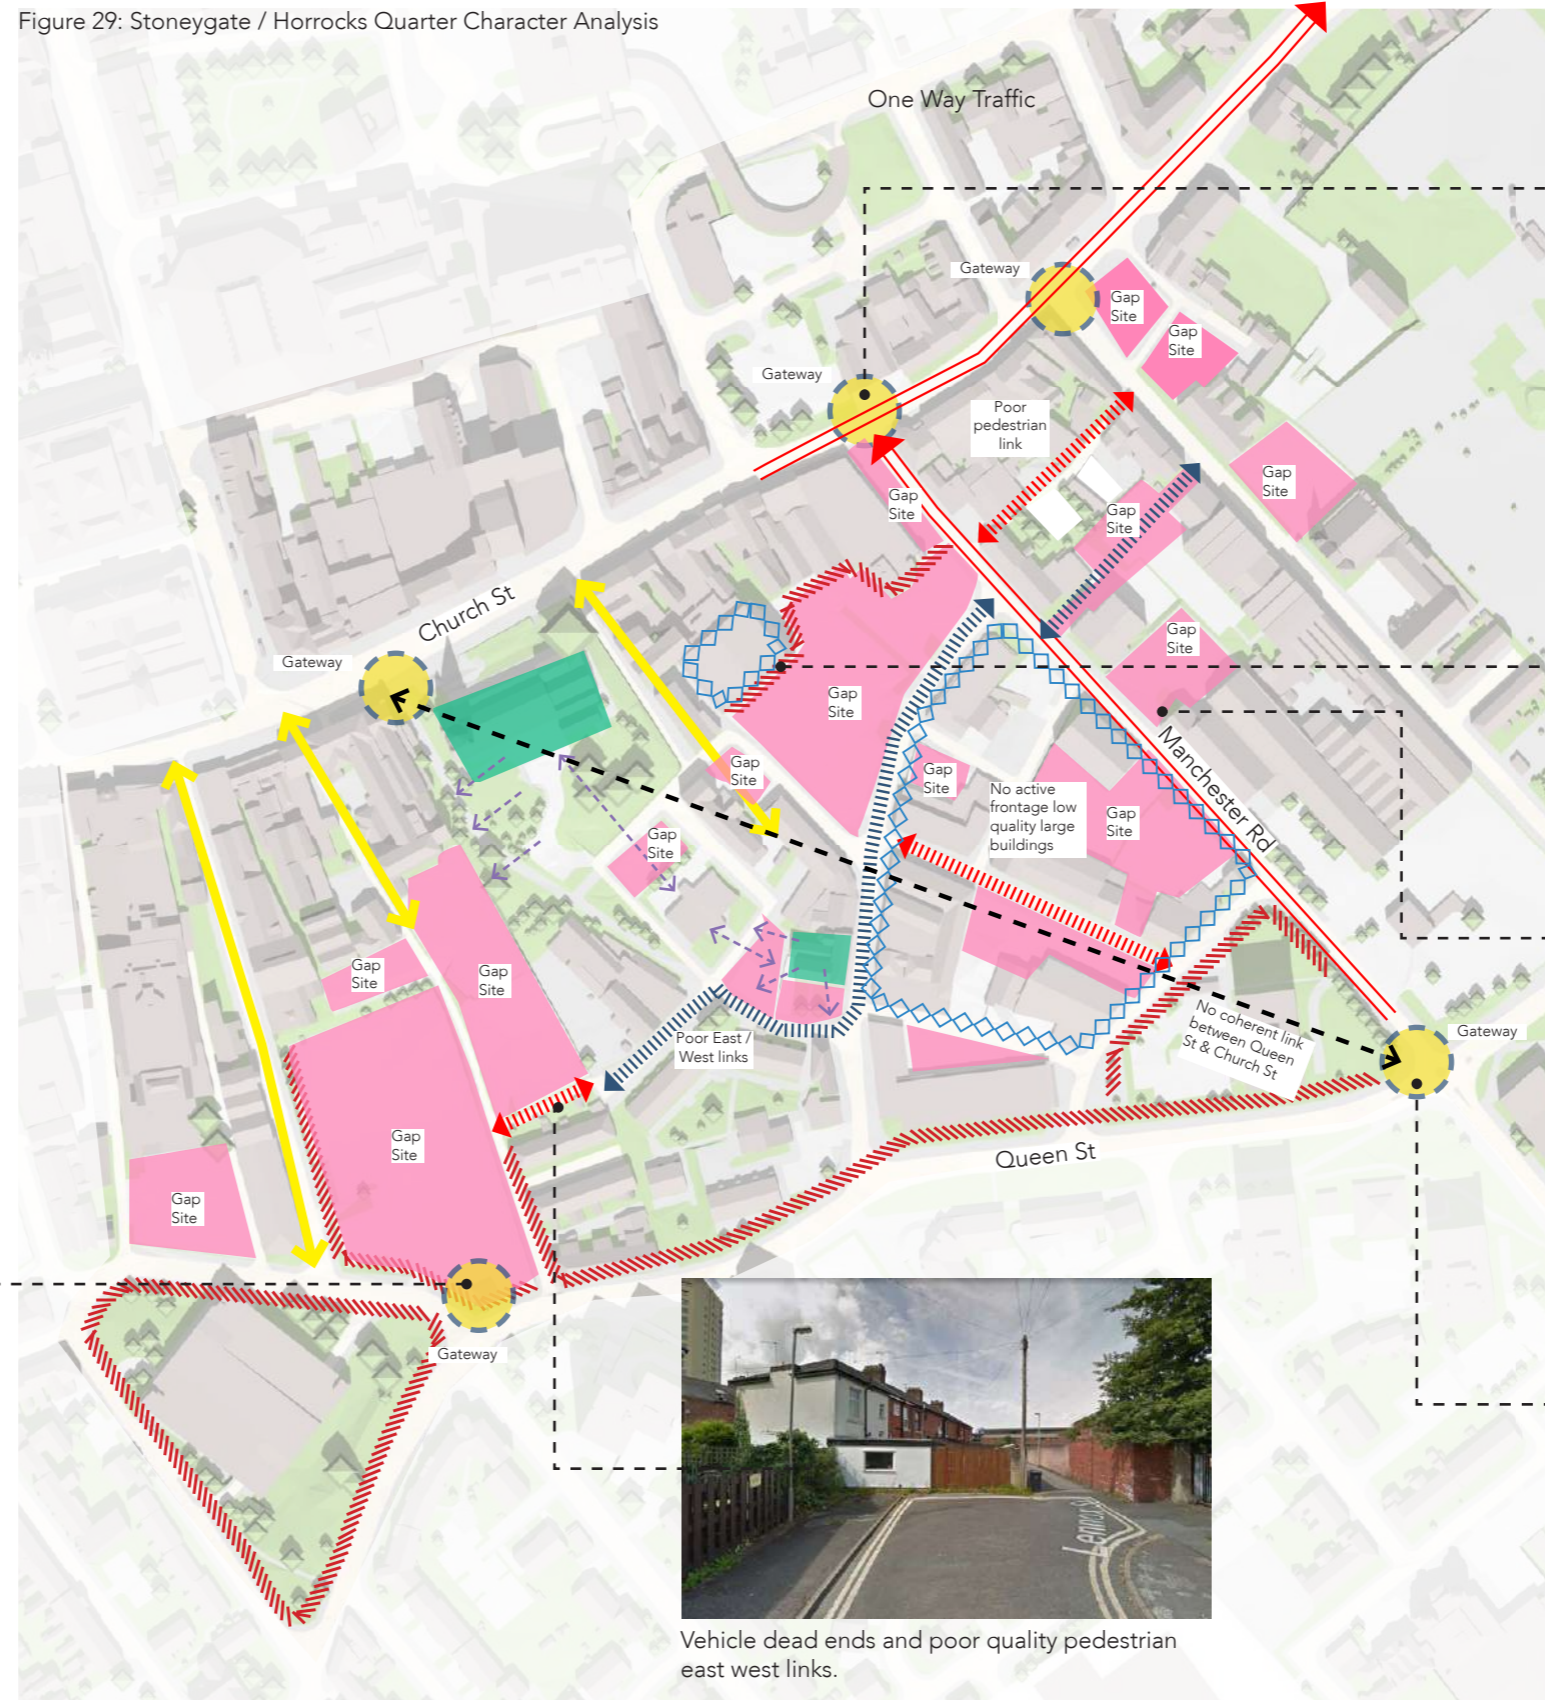 Figure 29: Stoneygate / Horrocks Quarter Character Analysis
One Way Traffic
Gateway
Gap
Site
Gap
Site
Gateway
Poor
pedestrian
link
Gap
Site
Gap
Site
Gap
Site
Church St
Gateway
Gap
Site
Gap
Site
Manchester Rd
Gap
Site
Gap
Site
No active
frontage low
quality large
buildings
Gap
Site
Gap
Site
Gap
Site
Gap
Site
No coherent link
between Queen
St & Church St
Gateway
Poor East /
West links
Gap
Site
Queen St
Gap
Site
Gateway
Lennox St
Vehicle dead ends and poor quality pedestrian
east west links.